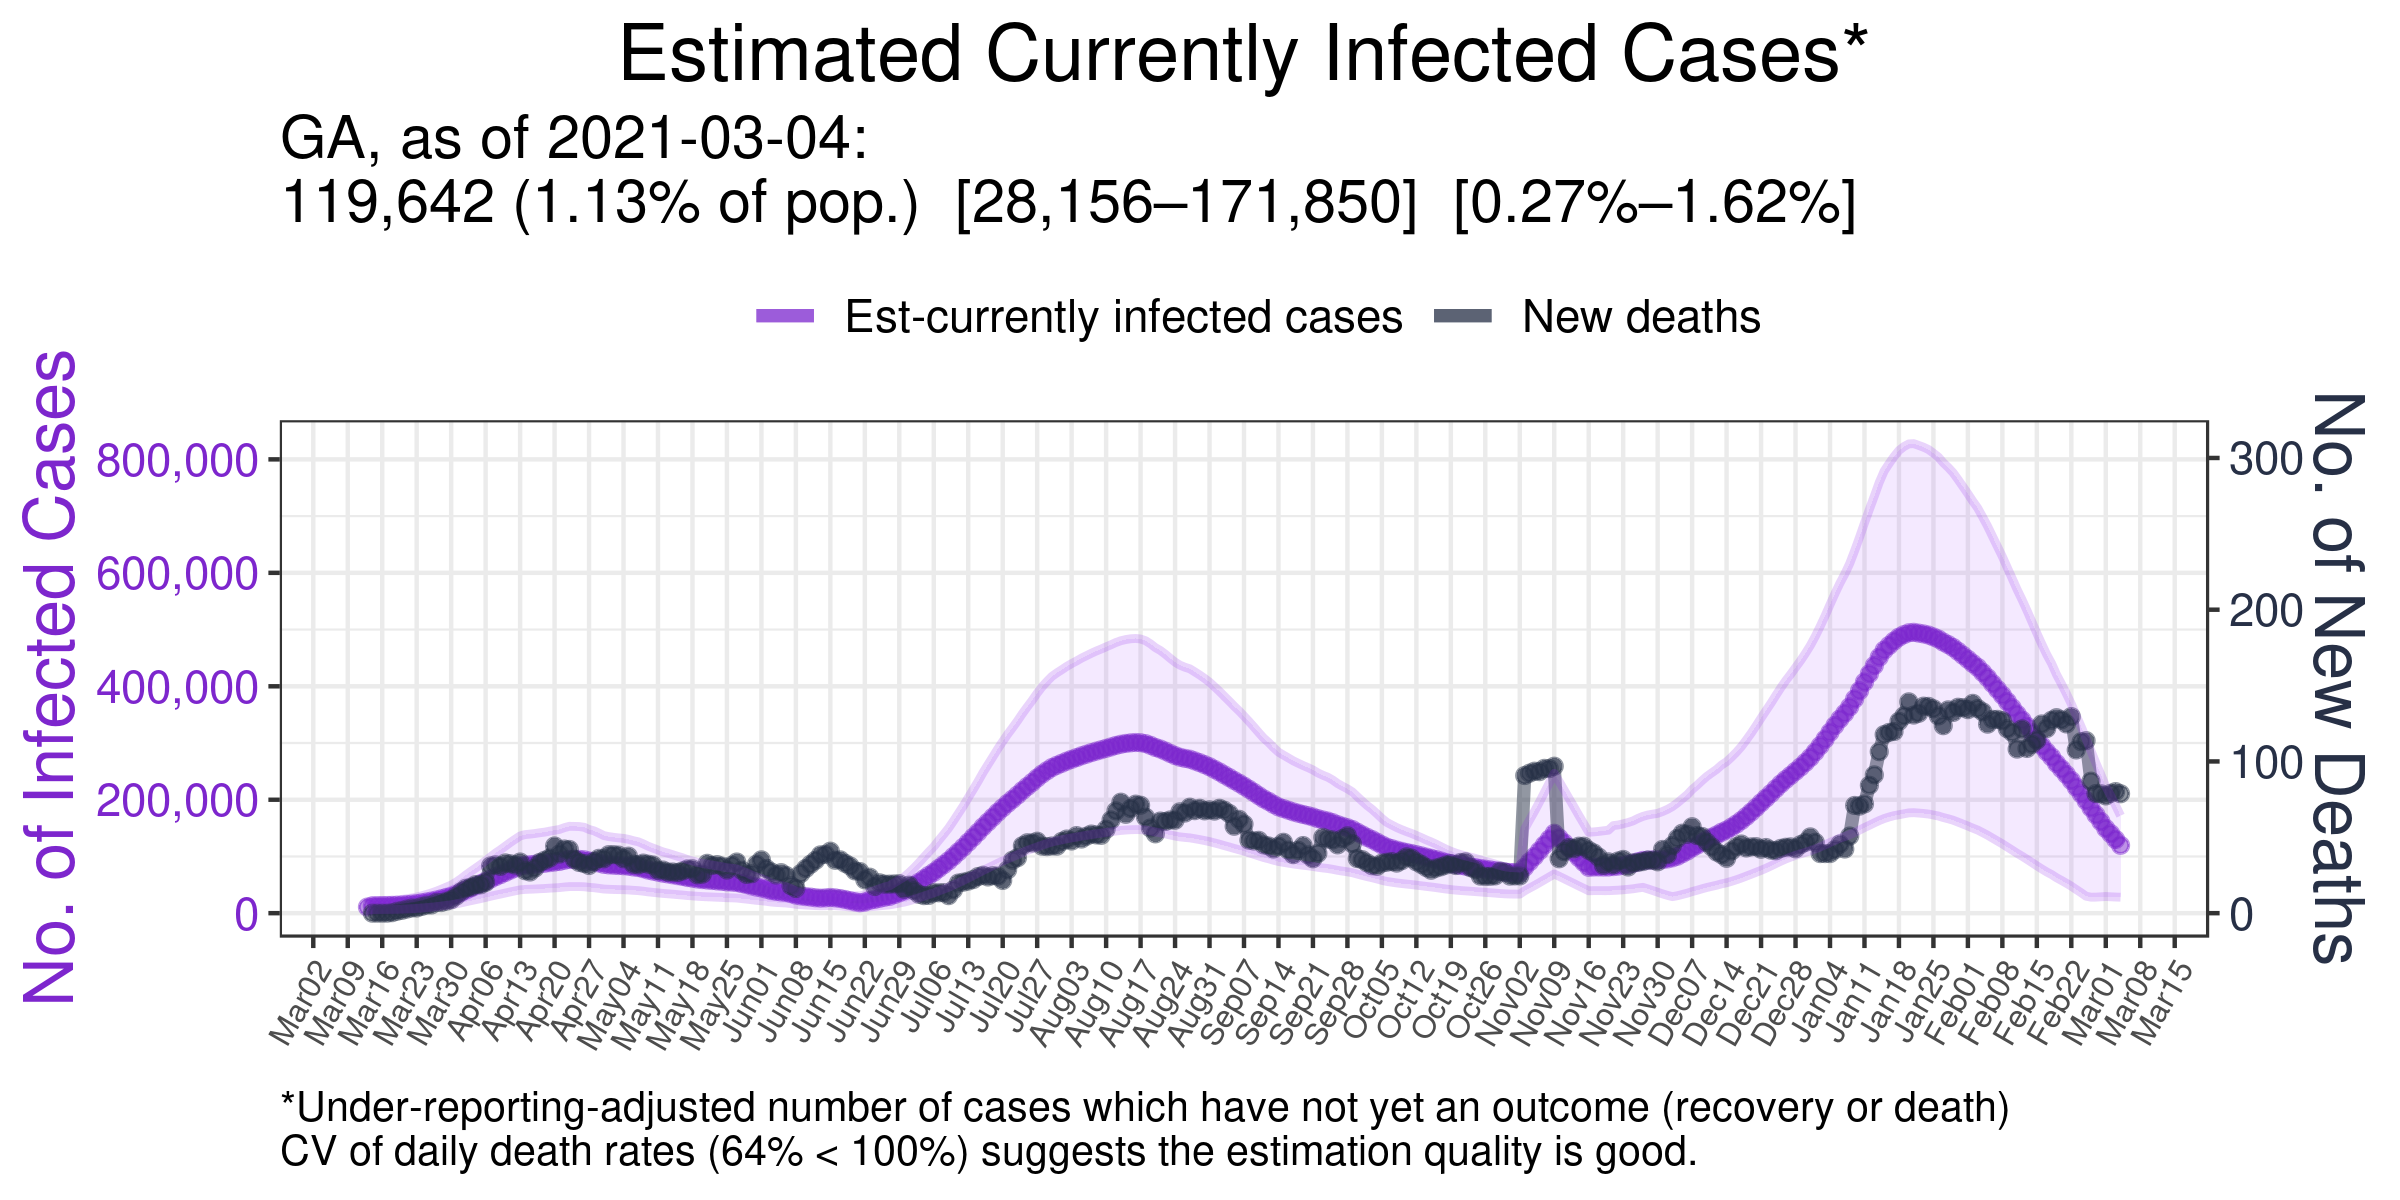 Estimated Currently Infected Cases*
GA, as of 2021-03-04:
119,642 (1.13% of pop.)  [28,156–171,850]  [0.27%–1.62%]
Est-currently infected cases
New deaths
No. of Infected Cases
800,000
600,000
400,000
200,000
0
300
200
100
0
No. of New Deaths
Mar02
Mar09
Mar16
Mar23
Mar30
Apr06
Apr13
Apr20
Apr27
May04
May11
May18
May25
Jun01
Jun08
Jun15
Jun22
Jun29
Jul06
Jul13
Jul20
Jul27
Aug03
Aug10
Aug17
Aug24
Aug31
Sep07
Sep14
Sep21
Sep28
Oct05
Oct12
Oct19
Oct26
Nov02
Nov09
Nov16
Nov23
Nov30
Dec07
Dec14
Dec21
Dec28
Jan04
Jan11
Jan18
Jan25
Feb01
Feb08
Feb15
Feb22
Mar01
Mar08
Mar15
*Under-reporting-adjusted number of cases which have not yet an outcome (recovery or death)
CV of daily death rates (64% < 100%) suggests the estimation quality is good.